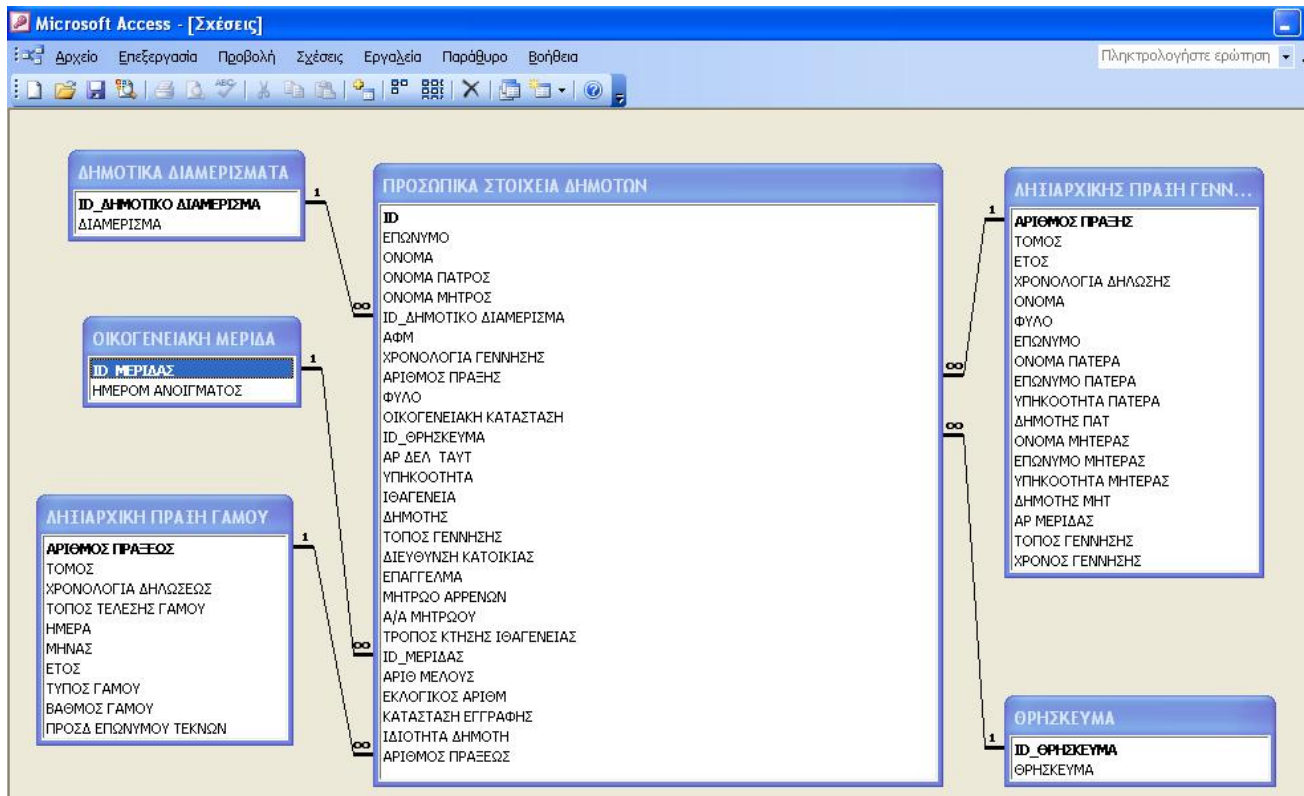 Microsoft Access - [Σχέσεις]
Αρχείο Επεξεργασία Προβολή Σχέσεις Εργαλεία Παράθυρο Βοήθεια Πληκτρολογήστε ερώτηση
ΔΗΜΟΤΙΚΑ ΔΙΑΜΕΡΙΣΜΑΤΑ
ID_ΔΗΜΟΤΙΚΟ ΔΙΑΜΕΡΙΣΜΑ
ΔΙΑΜΕΡΙΣΜΑ
1
∞
ΟΙΚΟΓΕΝΕΙΑΚΗ ΜΕΡΙΔΑ
ID_ΜΕΡΙΔΑΣ
ΗΜΕΡΟΜ ΑΝΟΙΓΜΑΤΟΣ
1
∞
ΛΗΞΙΑΡΧΙΚΗ ΠΡΑΞΗ ΓΑΜΟΥ
ΑΡΙΘΜΟΣ ΠΡΑΞΕΩΣ
ΤΟΜΟΣ
ΧΡΟΝΟΛΟΓΙΑ ΔΗΛΩΣΕΩΣ
ΤΟΠΟΣ ΤΕΛΕΣΗΣ ΓΑΜΟΥ
ΗΜΕΡΑ
ΜΗΝΑΣ
ΕΤΟΣ
ΤΥΠΟΣ ΓΑΜΟΥ
ΒΑΘΜΟΣ ΓΑΜΟΥ
ΠΡΟΣΔ ΕΠΩΝΥΜΟΥ ΤΕΚΝΩΝ
1
∞
ΠΡΟΣΩΠΙΚΑ ΣΤΟΙΧΕΙΑ ΔΗΜΟΤΩΝ
ID
ΕΠΩΝΥΜΟ
ΟΝΟΜΑ
ΟΝΟΜΑ ΠΑΤΡΟΣ
ΟΝΟΜΑ ΜΗΤΡΟΣ
ID_ΔΗΜΟΤΙΚΟ ΔΙΑΜΕΡΙΣΜΑ
ΑΦΜ
ΧΡΟΝΟΛΟΓΙΑ ΓΕΝΝΗΣΗΣ
ΑΡΙΘΜΟΣ ΠΡΑΞΗΣ
ΦΥΛΟ
ΟΙΚΟΓΕΝΕΙΑΚΗ ΚΑΤΑΣΤΑΣΗ
ID_ΘΡΗΣΚΕΥΜΑ
ΑΡ ΔΕΛ ΤΑΥΤ
ΥΠΗΚΟΟΤΗΤΑ
ΙΘΑΓΕΝΕΙΑ
ΔΗΜΟΤΗΣ
ΤΟΠΟΣ ΓΕΝΝΗΣΗΣ
ΔΙΕΥΘΥΝΣΗ ΚΑΤΟΙΚΙΑΣ
ΕΠΑΓΓΕΛΜΑ
ΜΗΤΡΩΟ ΑΡΡΕΝΩΝ
Α/Α ΜΗΤΡΩΟΥ
ΤΡΟΠΟΣ ΚΤΗΣΗΣ ΙΘΑΓΕΝΕΙΑΣ
ID_ΜΕΡΙΔΑΣ
ΑΡΙΘ ΜΕΛΟΥΣ
ΕΚΛΟΓΙΚΟΣ ΑΡΙΘΜ
ΚΑΤΑΣΤΑΣΗ ΕΓΓΡΑΦΗΣ
ΙΔΙΟΤΗΤΑ ΔΗΜΟΤΗ
ΑΡΙΘΜΟΣ ΠΡΑΞΕΩΣ
ΛΗΞΙΑΡΧΙΚΗΣ ΠΡΑΞΗ ΓΕΝΝ...
ΑΡΙΘΜΟΣ ΠΡΑΞΗΣ
ΤΟΜΟΣ
ΕΤΟΣ
ΧΡΟΝΟΛΟΓΙΑ ΔΗΛΩΣΗΣ
ΟΝΟΜΑ
ΦΥΛΟ
ΕΠΩΝΥΜΟ
ΟΝΟΜΑ ΠΑΤΕΡΑ
ΕΠΩΝΥΜΟ ΠΑΤΕΡΑ
ΥΠΗΚΟΟΤΗΤΑ ΠΑΤΕΡΑ
ΔΗΜΟΤΗΣ ΠΑΤ
ΟΝΟΜΑ ΜΗΤΕΡΑΣ
ΕΠΩΝΥΜΟ ΜΗΤΕΡΑΣ
ΥΠΗΚΟΟΤΗΤΑ ΜΗΤΕΡΑΣ
ΔΗΜΟΤΗΣ ΜΗΤ
ΑΡ ΜΕΡΙΔΑΣ
ΤΟΠΟΣ ΓΕΝΝΗΣΗΣ
ΧΡΟΝΟΣ ΓΕΝΝΗΣΗΣ
1
∞
ΘΡΗΣΚΕΥΜΑ
ID_ΘΡΗΣΚΕΥΜΑ
ΘΡΗΣΚΕΥΜΑ
1
∞